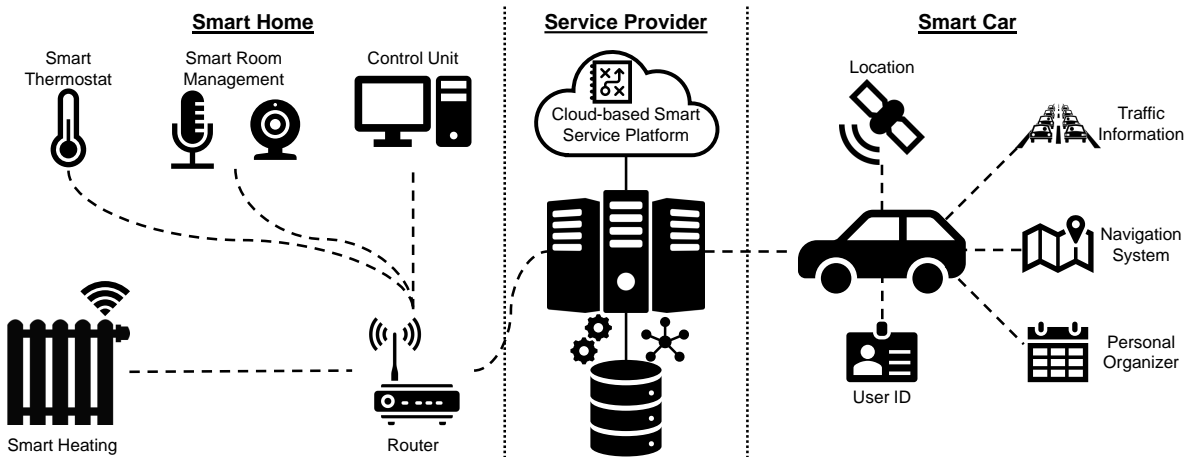 Smart Home
Service Provider
Smart Car
Smart
Thermostat
Smart Room
Management
Control Unit
Cloud-based Smart
Service Platform
Location
Traffic
Information
Navigation
System
Personal
Organizer
User ID
Smart Heating
Router